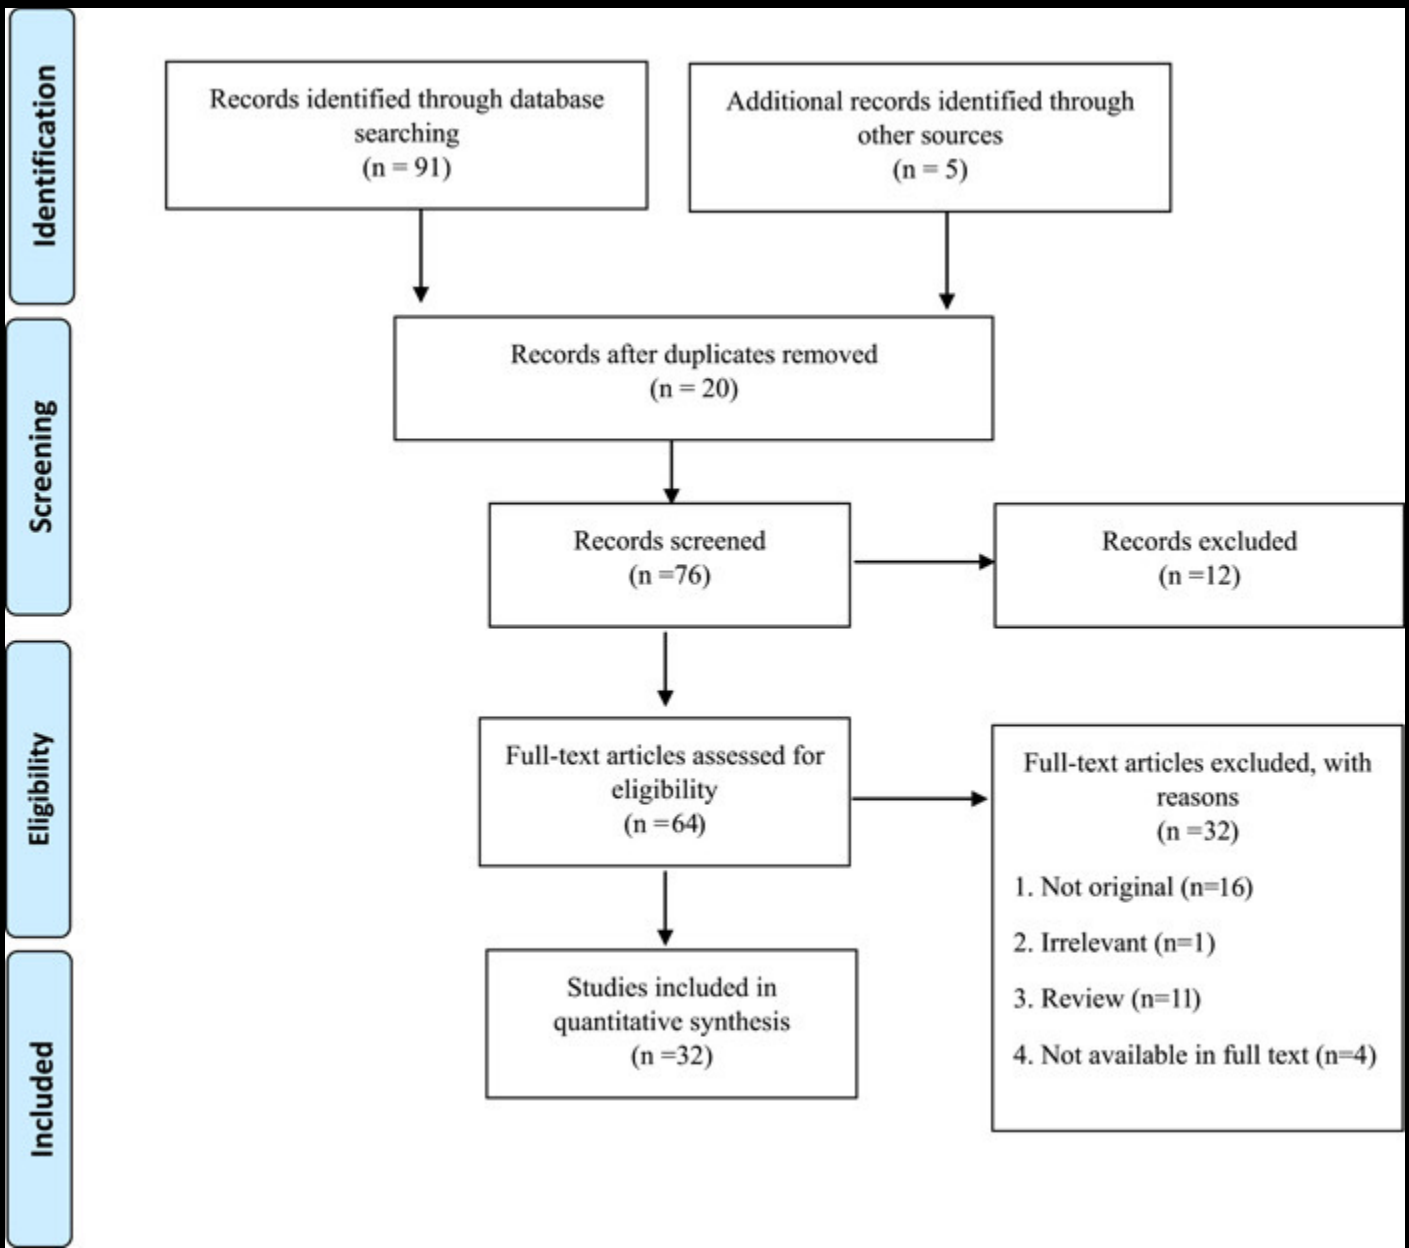 Identification
Records identified through database
searching
(n = 91)
Additional records identified through
other sources
(n = 5)
Screening
Records after duplicates removed
(n = 20)
Records screened
(n =76)
Records excluded
(n =12)
Eligibility
Full-text articles assessed for
eligibility
(n =64)
Full-text articles excluded, with
reasons
(n =32)
1. Not original (n=16)
2. Irrelevant (n=1)
3. Review (n=11)
4. Not available in full text (n=4)
Included
Studies included in
quantitative synthesis
(n =32)